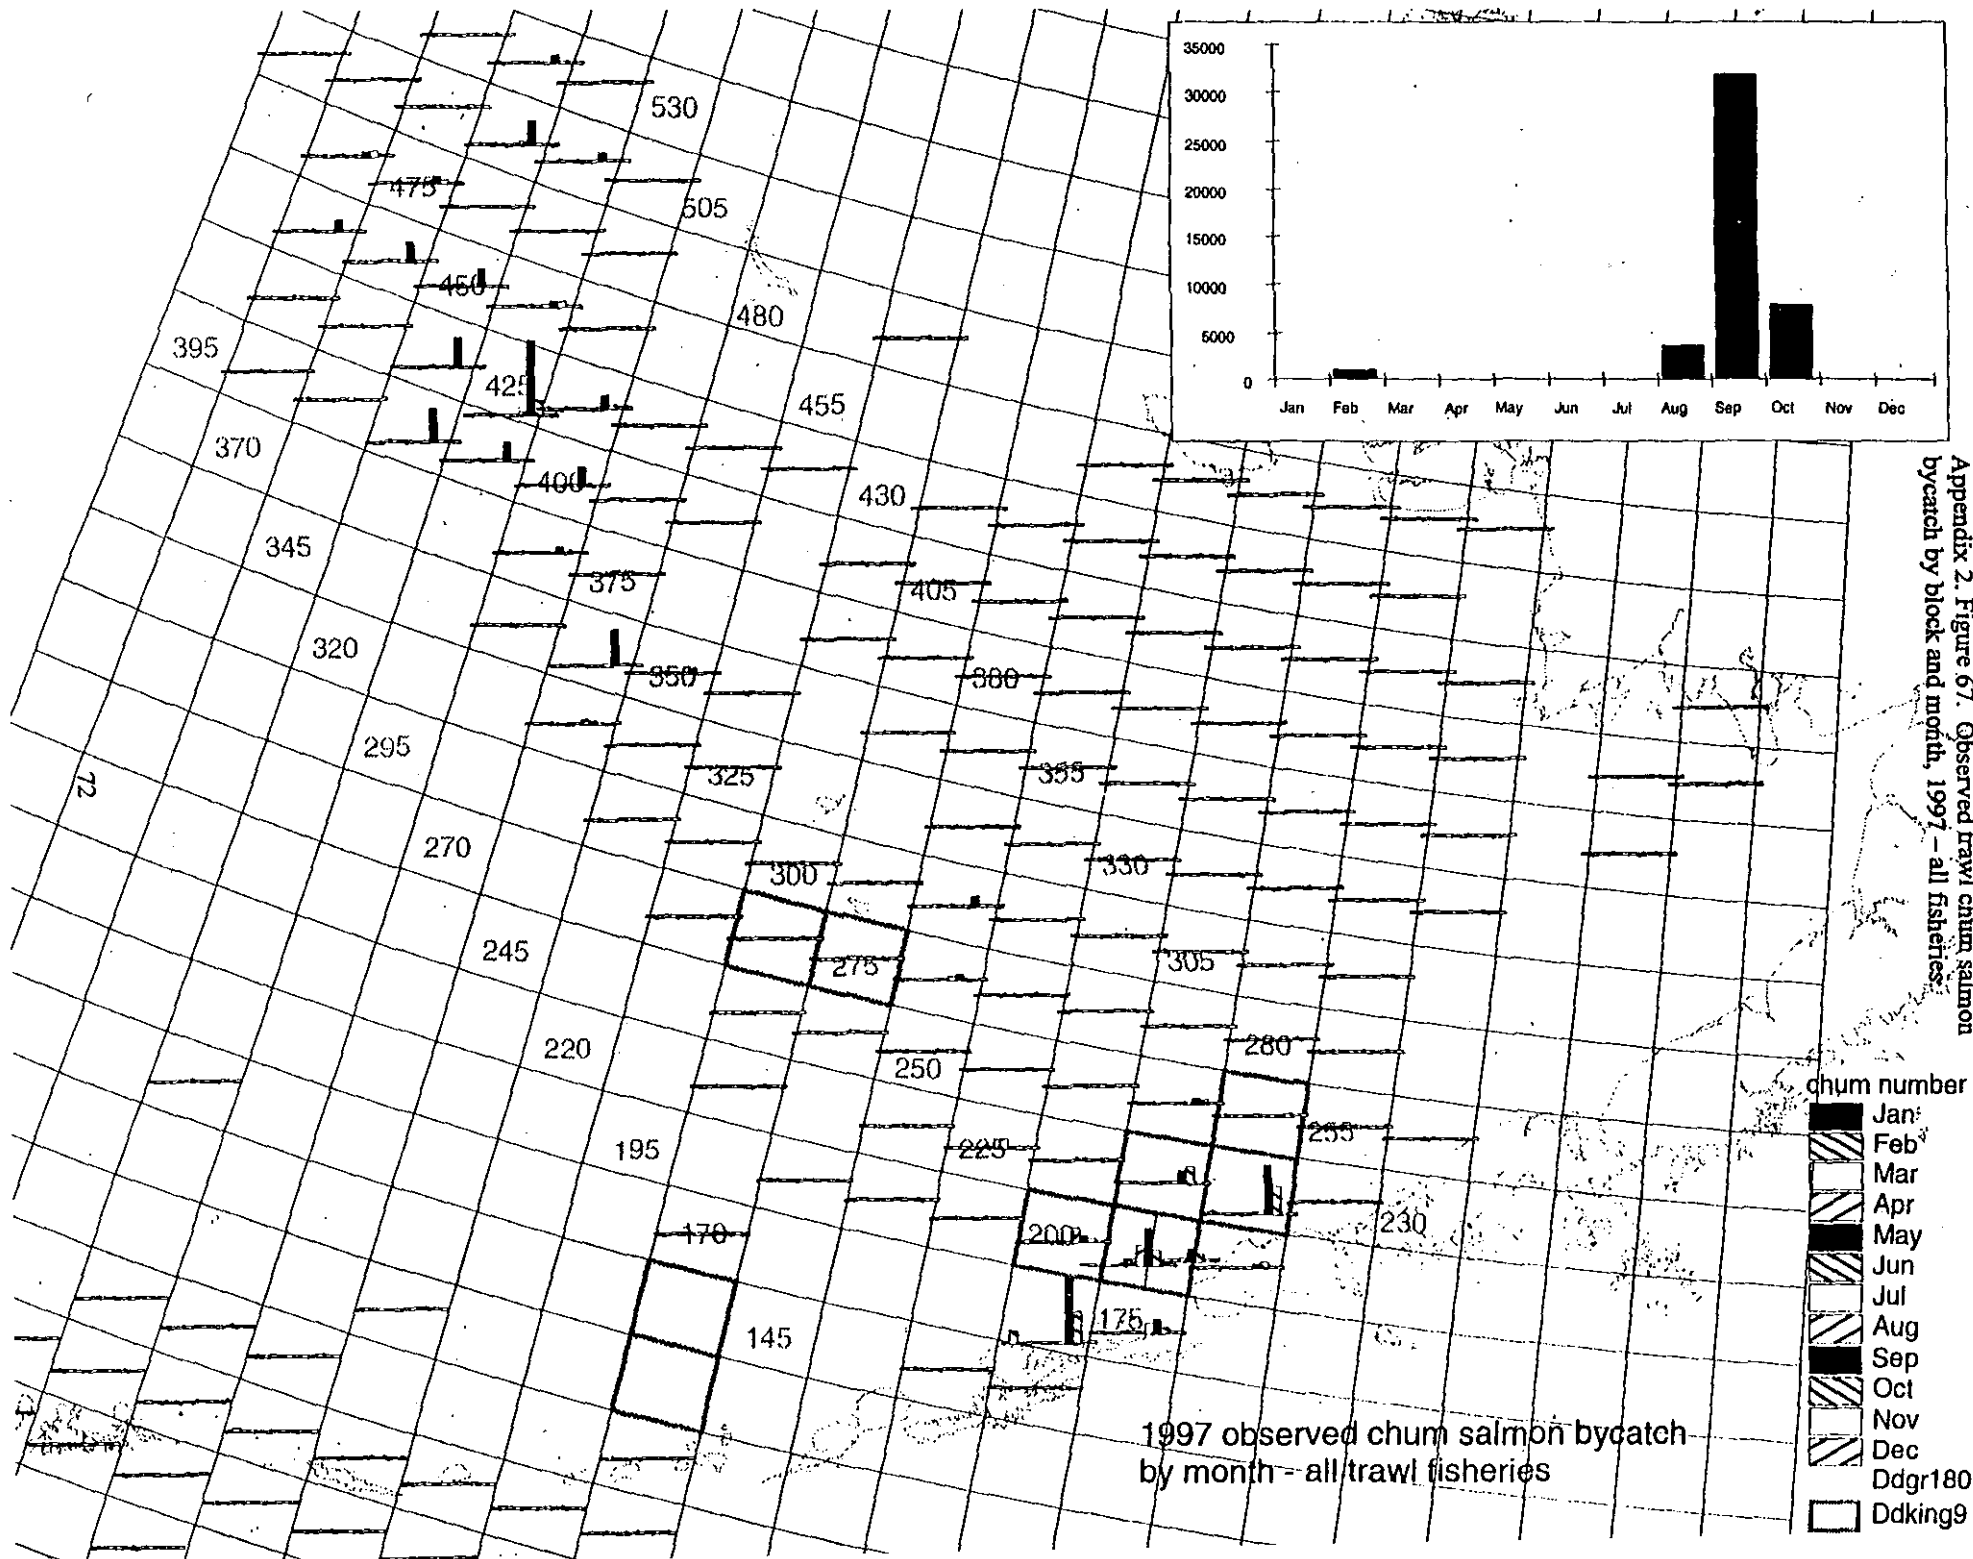 35000
30000
25000
20000
15000
10000
5000
0
Jan Feb Mar Apr May Jun Jul Aug Sep Oct Nov Dec
Appendix 2. Figure 67. Observed trawl chum salmon
bycatch by block and month, 1997 - all fisheries.
530
475
505
450
480
395
425
455
370
400
430
345
375
405
320
350
380
295
325
355
72
270
300
330
245
275
305
220
250
280
195
225
255
170
200
230
145
175
1997 observed chum salmon bycatch
by month - all trawl fisheries
chum number
Jan
Feb
Mar
Apr
May
Jun
Jul
Aug
Sep
Oct
Nov
Dec
Ddgr180
Ddking9